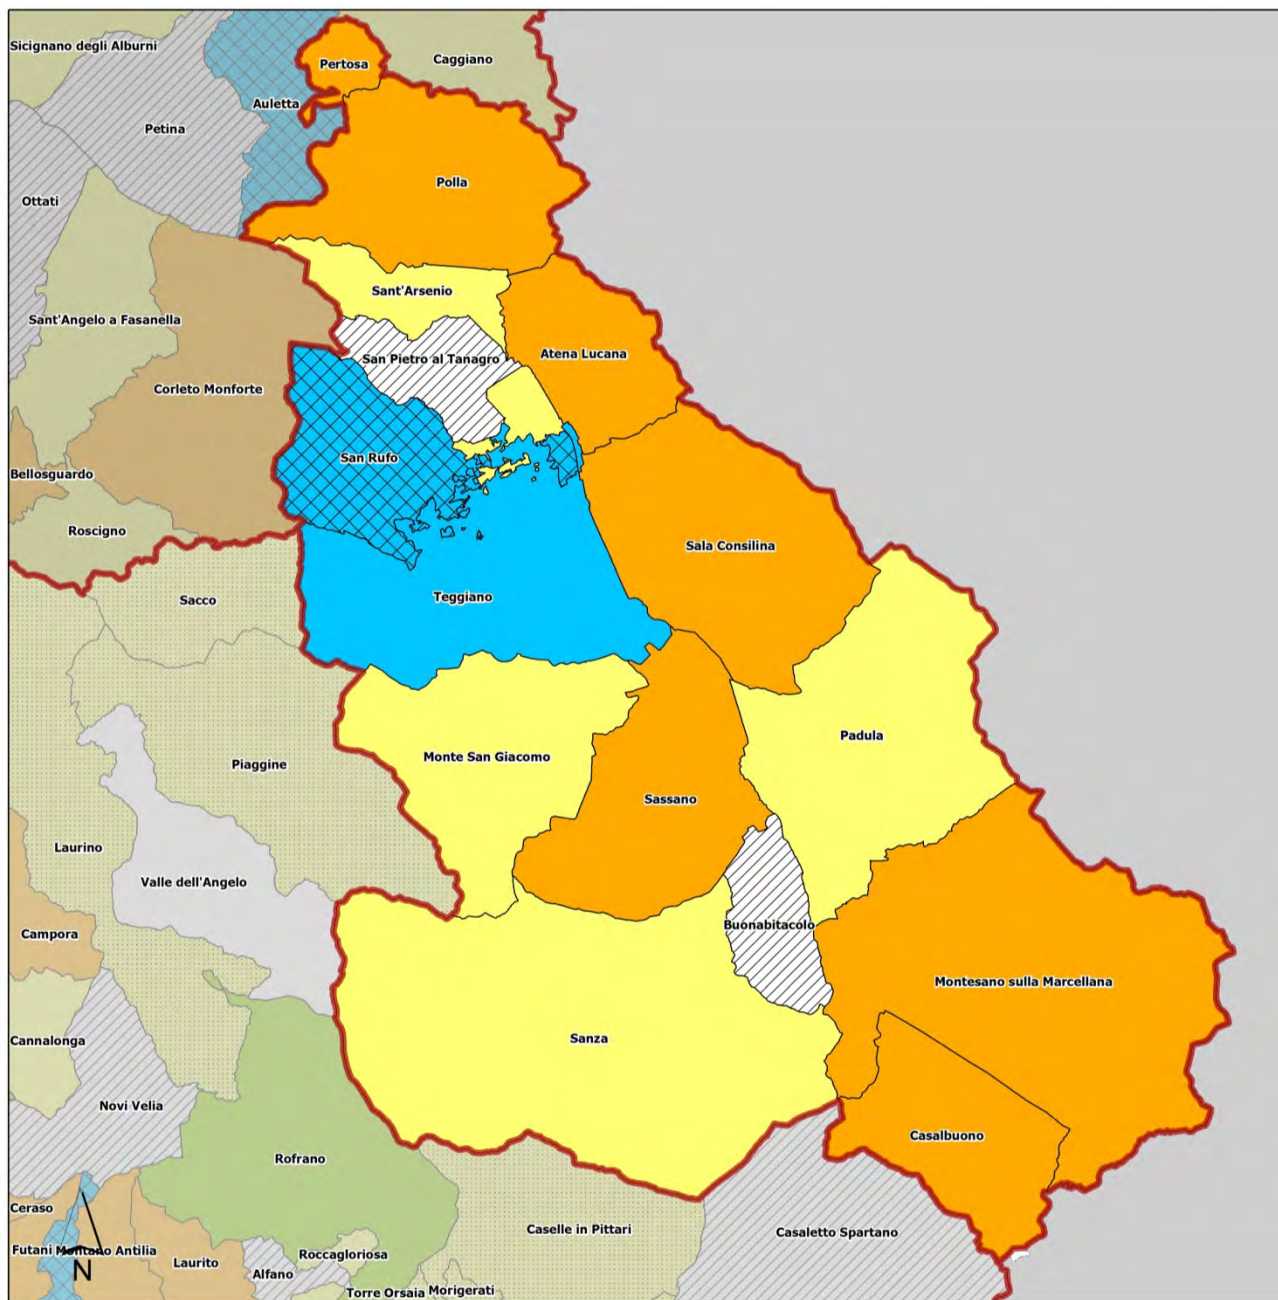 Sicignano degli Alburni
Pertosa
Caggiano
Auletta
Petina
Polla
Ottati
Sant'Arsenio
Sant'Angelo a Fasanella
San Pietro al Tanagro
Atena Lucana
Corleto Monforte
San Rufo
Bellosguardo
Roscigno
Sala Consilina
Teggiano
Sacco
Padula
Monte San Giacomo
Piaggine
Sassano
Laurino
Valle dell'Angelo
Buonabitacolo
Campora
Montesano sulla Marcellana
Sanza
Cannalonga
Novi Velia
Casalbuono
Rofrano
Ceraso
Caselle in Pittari
Casaletto Spartano
Futani
Montano Antilia
Roccagloriosa
Laurito
Alfano
N
Torre Orsaia
Morigerati